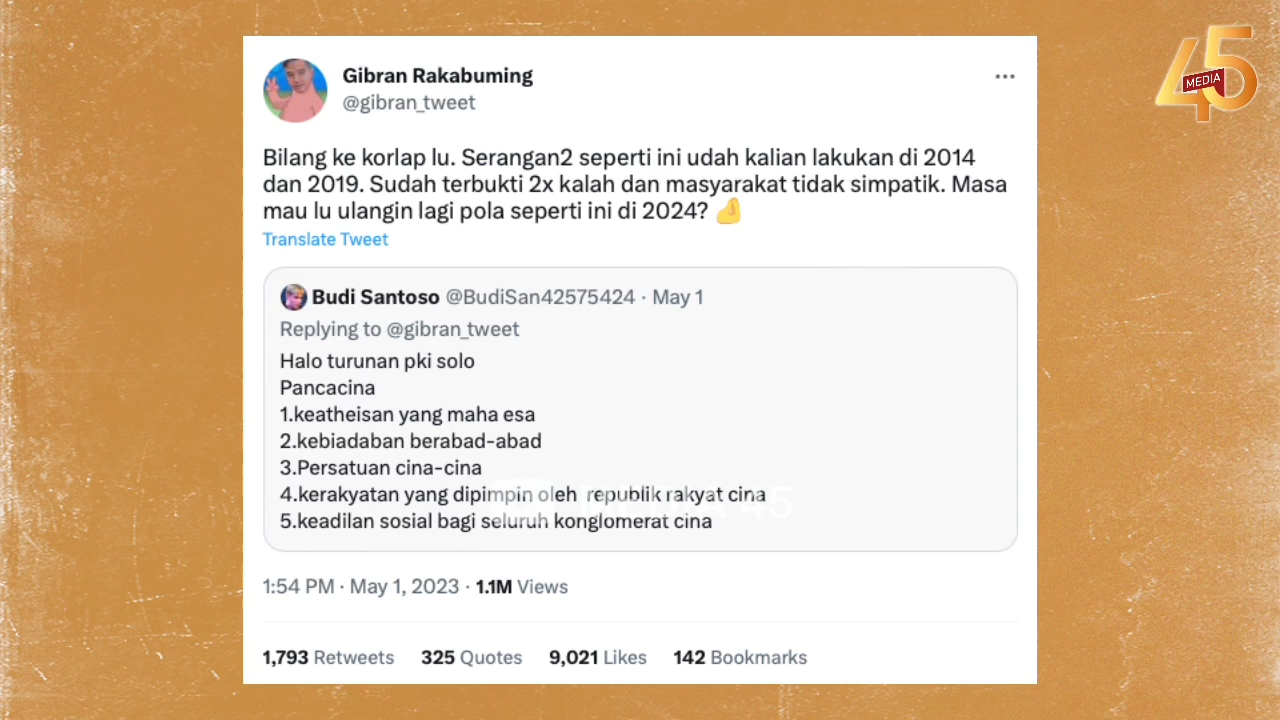 45
MEDIA
Gibran Rakabuming
@gibran_tweet
Bilang ke korlap lu. Serangan2 seperti ini udah kalian lakukan di 2014
dan 2019. Sudah terbukti 2x kalah dan masyarakat tidak simpatik. Masa
mau lu ulangin lagi pola seperti ini di 2024? 🫸
Translate Tweet
Budi Santoso @BudiSan42575424 · May 1
Replying to @gibran_tweet
Halo turunan pki solo
Pancacina
1.keatheisan yang maha esa
2.kebiadaban berabad-abad
3.Persatuan cina-cina
4.kerakyatan yang dipimpin oleh republik rakyat cina
5.keadilan sosial bagi seluruh konglomerat cina
MEDIA 45
1:54 PM · May 1, 2023 · 1.1M Views
1,793 Retweets 325 Quotes 9,021 Likes 142 Bookmarks